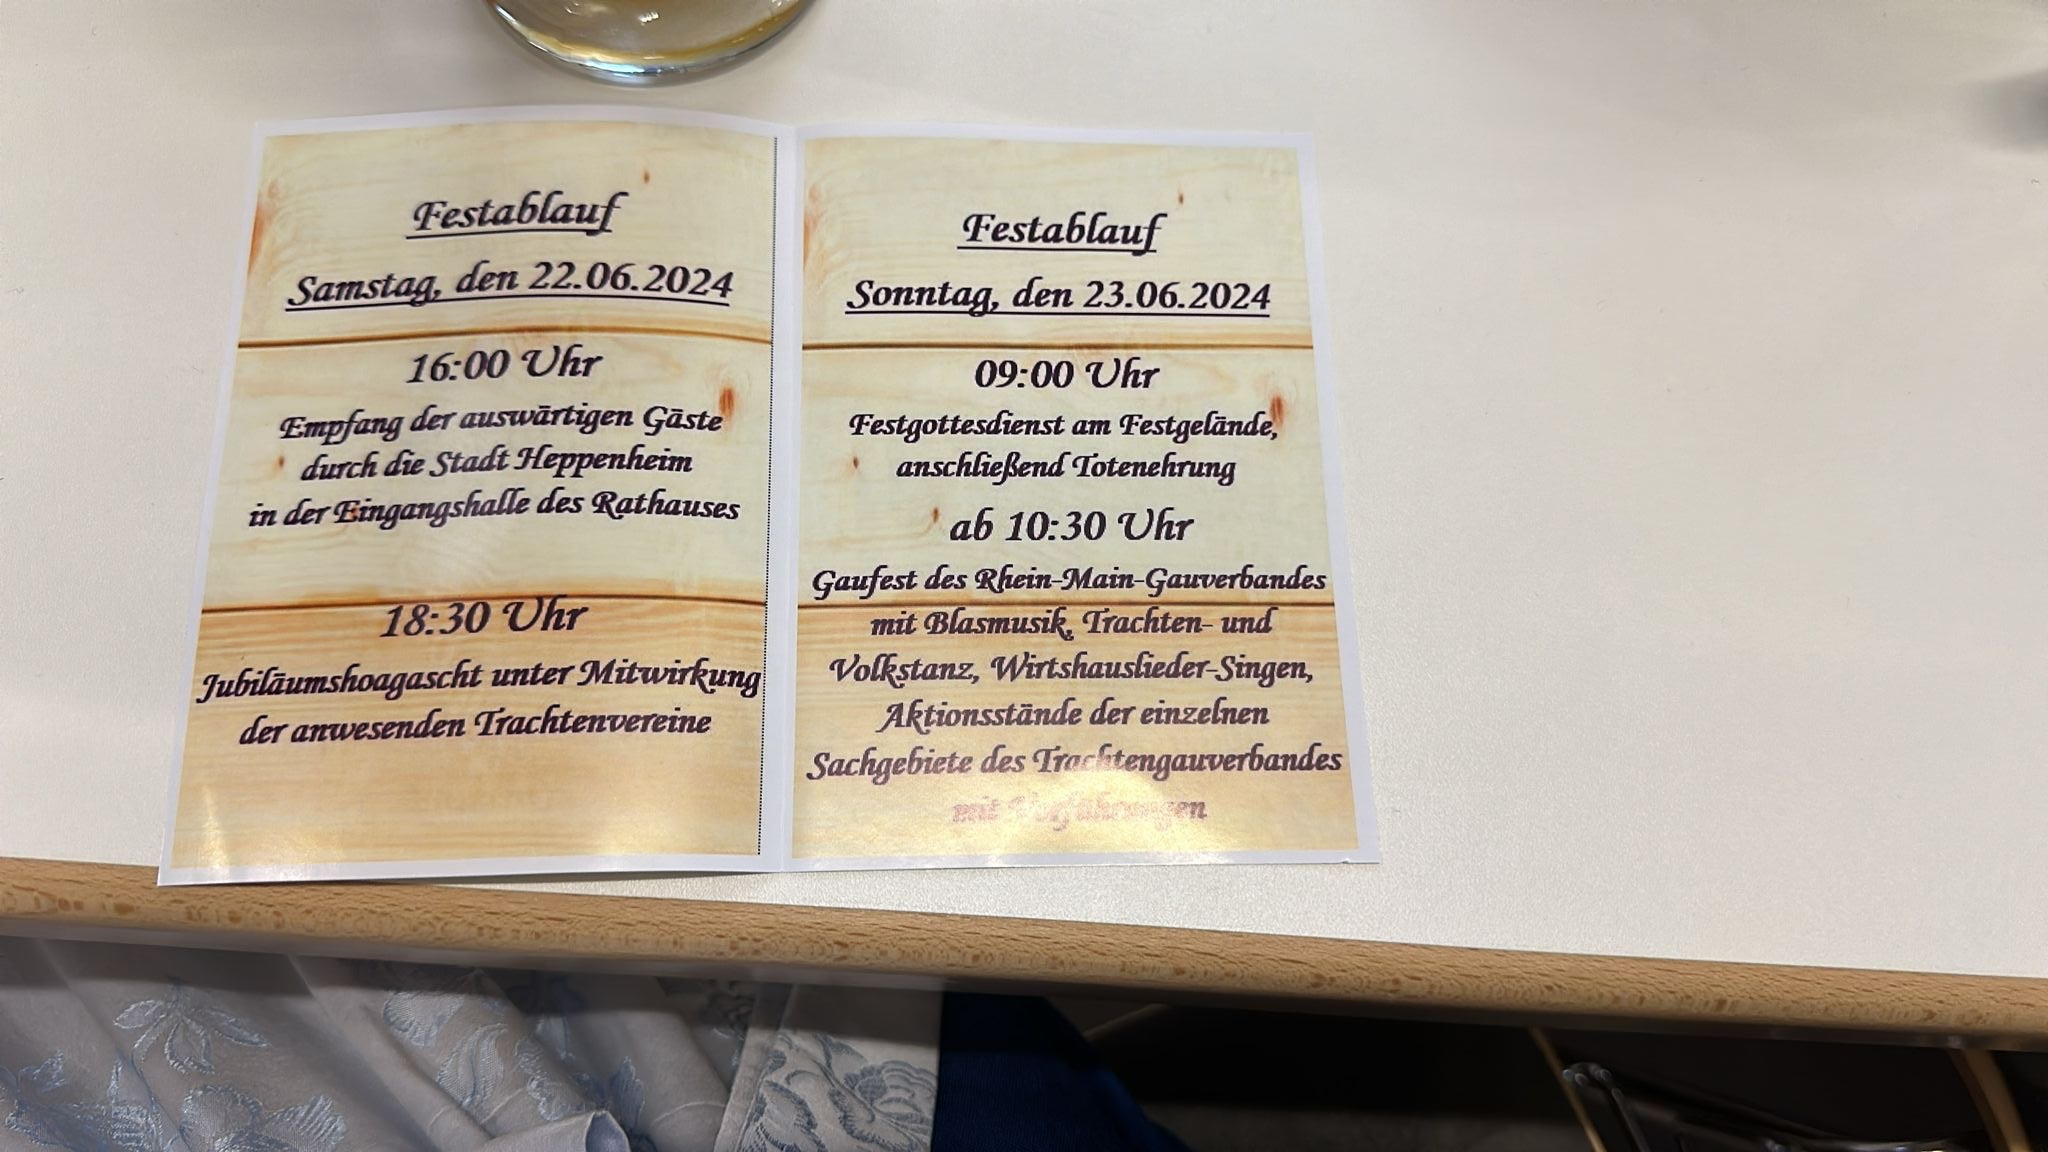 Festablauf
Samstag, den 22.06.2024
16:00 Uhr
Empfang der auswärtigen Gäste
durch die Stadt Heppenheim
in der Eingangshalle des Rathauses
18:30 Uhr
Jubiläumshoagascht unter Mitwirkung
der anwesenden Trachtenvereine
Festablauf
Sonntag, den 23.06.2024
09:00 Uhr
Festgottesdienst am Festgelände,
anschließend Totenehrung
ab 10:30 Uhr
Gaufest des Rhein-Main-Gauverbandes
mit Blasmusik, Trachten- und
Volkstanz, Wirtshauslieder-Singen,
Aktionsstände der einzelnen
Sachgebiete des Trachtengauverbandes
mit Vorführungen